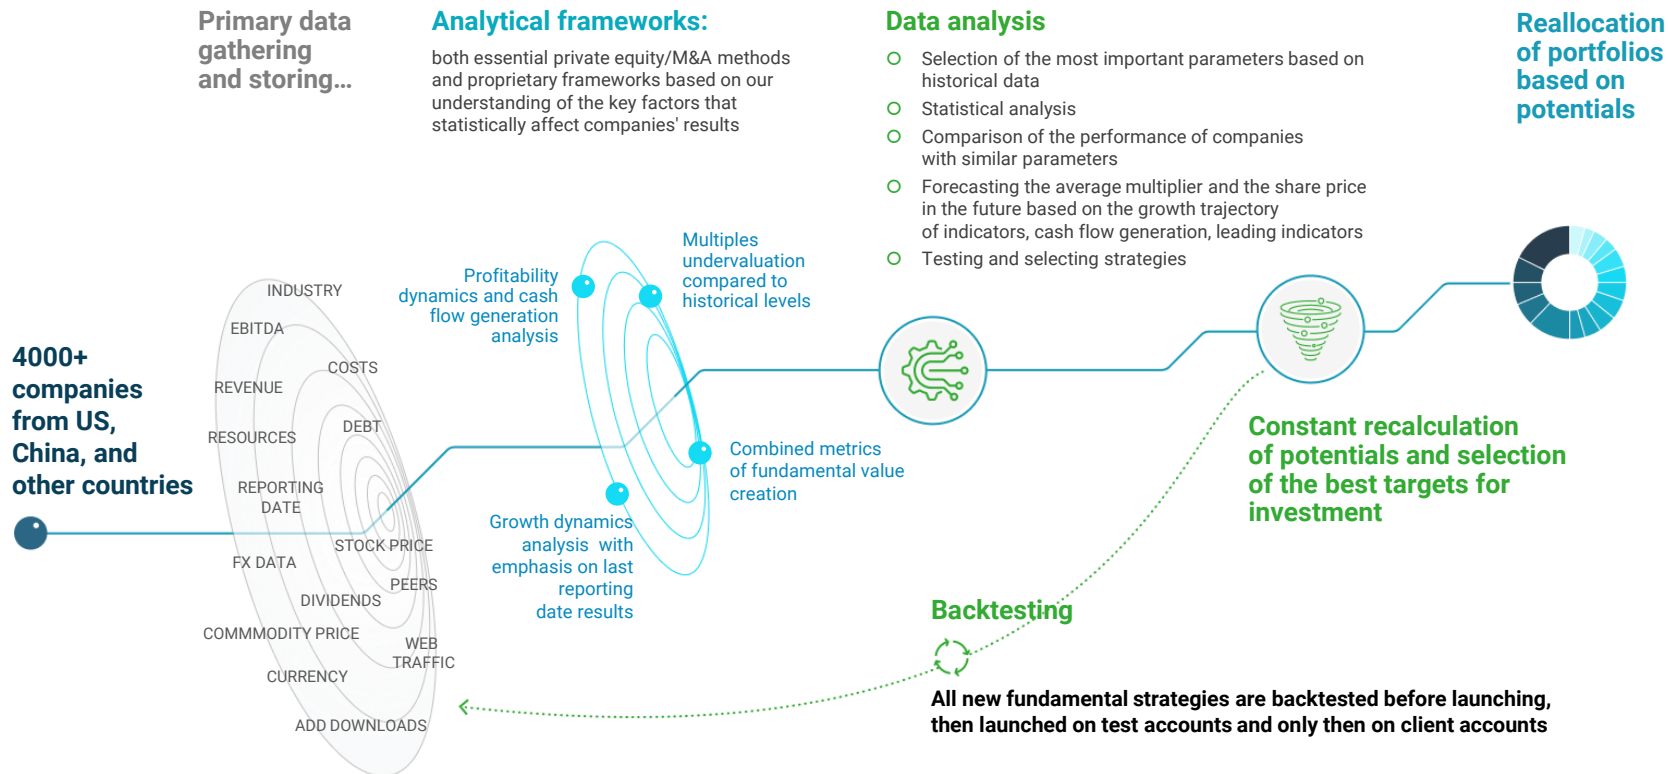 Primary data
gathering
and storing…
Analytical frameworks:
both essential private equity/M&A methods
and proprietary frameworks based on our
understanding of the key factors that
statistically affect companies' results
Data analysis
Selection of the most important parameters based on
historical data
Statistical analysis
Comparison of the performance of companies
with similar parameters
Forecasting the average multiplier and the share price
in the future based on the growth trajectory
of indicators, cash flow generation, leading indicators
Testing and selecting strategies
Reallocation
of portfolios
based on
potentials
4000+
companies
from US,
China, and
other countries
INDUSTRY
EBITDA
COSTS
REVENUE
DEBT
RESOURCES
REPORTING
DATE
STOCK PRICE
FX DATA
PEERS
DIVIDENDS
COMMMODITY PRICE
WEB
TRAFFIC
CURRENCY
ADD DOWNLOADS
Profitability
dynamics and cash
flow generation
analysis
Multiples
undervaluation
compared to
historical levels
Combined metrics
of fundamental value
creation
Growth dynamics
analysis with
emphasis on last
reporting
date results
Constant recalculation
of potentials and selection
of the best targets for
investment
Backtesting
All new fundamental strategies are backtested before launching,
then launched on test accounts and only then on client accounts